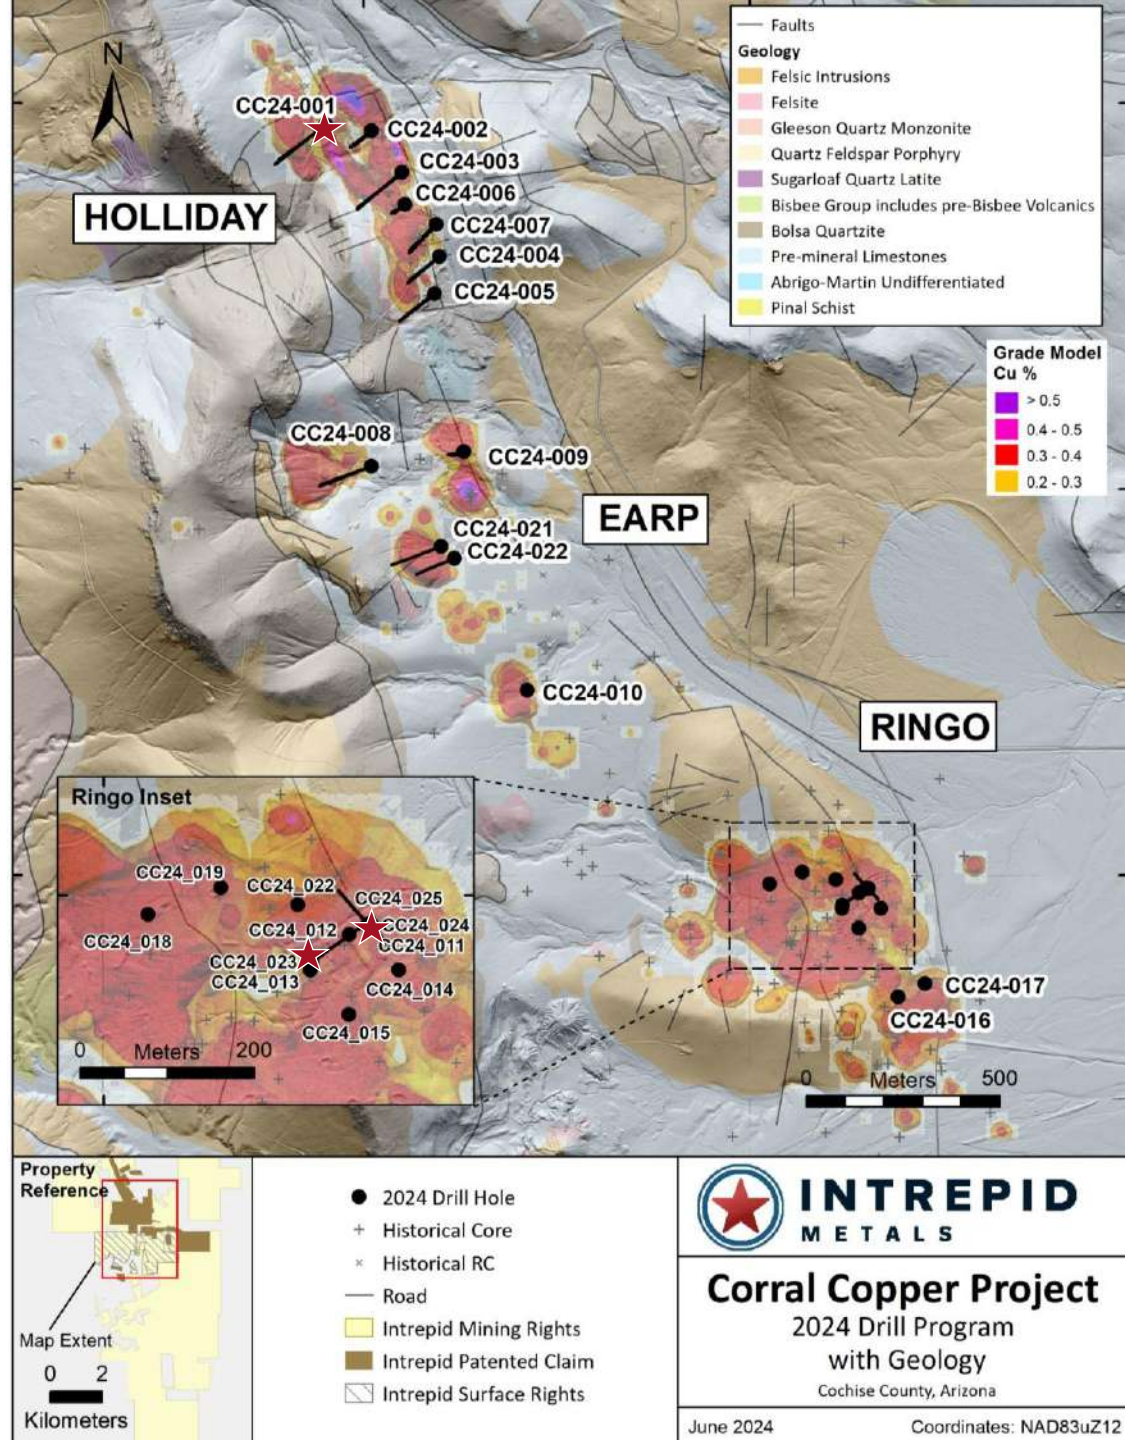 N
CC24-001
CC24-002
CC24-003
CC24-006
CC24-007
CC24-004
CC24-005
HOLLIDAY
Faults
Geology
Felsic Intrusions
Felsite
Gleeson Quartz Monzonite
Quartz Feldspar Porphyry
Sugarloaf Quartz Latite
Bisbee Group includes pre-Bisbee Volcanics
Bolsa Quartzite
Pre-mineral Limestones
Abrigo-Martin Undifferentiated
Pinal Schist
Grade Model
Cu %
> 0.5
0.4 - 0.5
0.3 - 0.4
0.2 - 0.3
CC24-008
CC24-009
EARP
CC24-021
CC24-022
CC24-010
RINGO
Ringo Inset
CC24_019
CC24_022
CC24_025
CC24_018
CC24_012
CC24_024
CC24_011
CC24_023
CC24_013
CC24_014
CC24_015
0 Meters 200
CC24-017
CC24-016
0 Meters 500
Property
Reference
Map Extent
0 2
Kilometers
2024 Drill Hole
Historical Core
Historical RC
Road
Intrepid Mining Rights
Intrepid Patented Claim
Intrepid Surface Rights
INTREPID
METALS
Corral Copper Project
2024 Drill Program
with Geology
Cochise County, Arizona
June 2024 Coordinates: NAD83uZ12